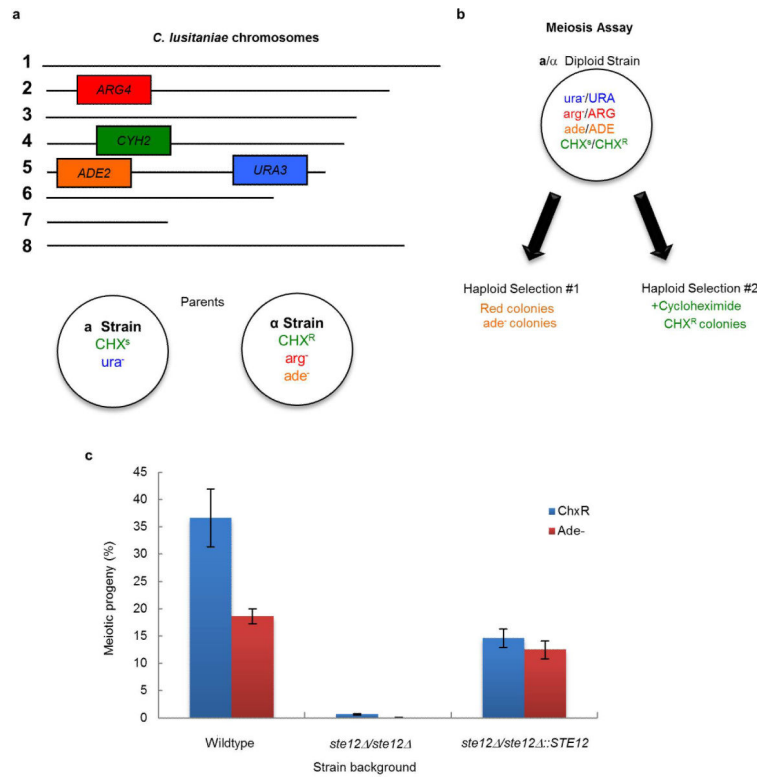 a
C. lusitaniae chromosomes
1
2
ARG4
3
4
CYH2
5
ADE2
URA3
6
7
8
Parents
a Strain
CHXˢ
ura⁻
α Strain
CHXᴿ
arg⁻
ade⁻
b
Meiosis Assay
a/α Diploid Strain
ura⁻/URA
arg⁻/ARG
ade/ADE
CHXˢ/CHXᴿ
Haploid Selection #1
Red colonies
ade⁻ colonies
Haploid Selection #2
+Cycloheximide
CHXᴿ colonies
c
45
40
35
30
25
20
15
10
5
0
Meiotic progeny (%)
ChxR
Ade-
Wildtype
ste12Δ/ste12Δ
ste12Δ/ste12Δ::STE12
Strain background